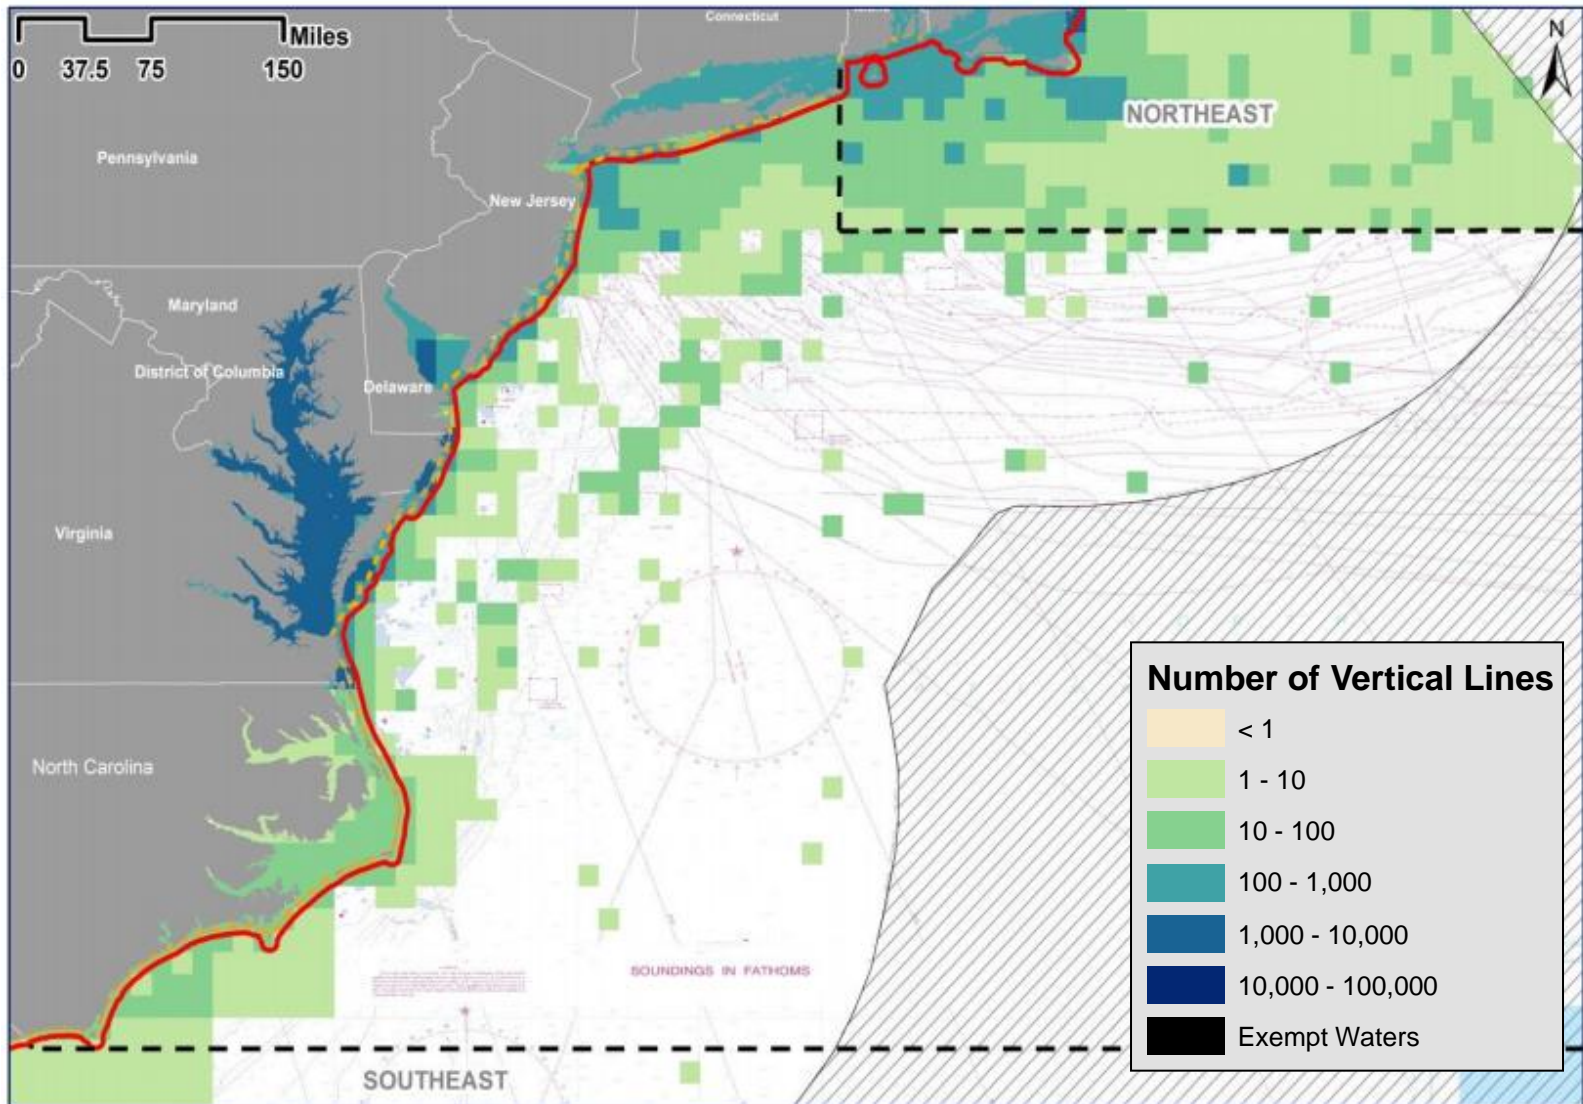 Miles
0 37.5 75 150
Connecticut
N
NORTHEAST
Pennsylvania
New Jersey
Maryland
District of Columbia
Delaware
Virginia
North Carolina
SOUNDINGS IN FATHOMS
SOUTHEAST
Number of Vertical Lines
< 1
1 - 10
10 - 100
100 - 1,000
1,000 - 10,000
10,000 - 100,000
Exempt Waters